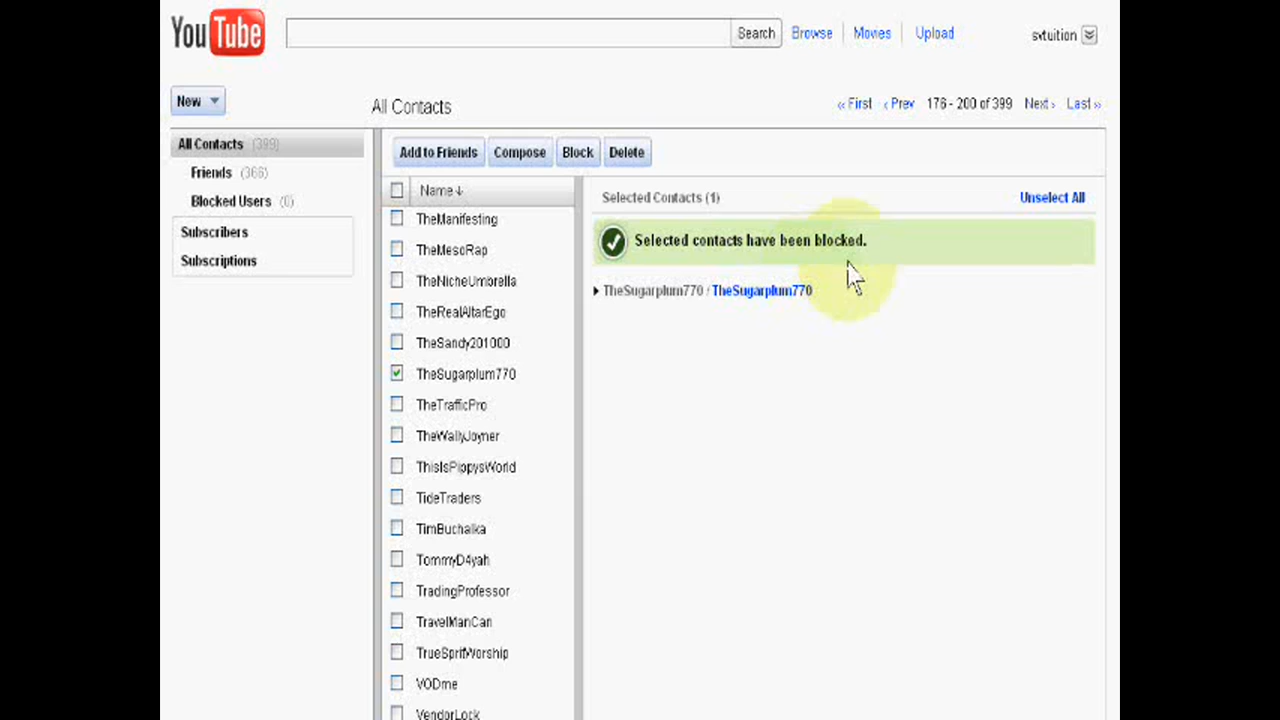 YouTube
Search
Browse
Movies
Upload
svtuition
New
All Contacts
« First ‹ Prev 176 - 200 of 399 Next › Last »
All Contacts (399)
Friends (366)
Blocked Users (0)
Subscribers
Subscriptions
Add to Friends
Compose
Block
Delete
Name ↓
TheManifesting
TheMesoRap
TheNicheUmbrella
TheRealAltarEgo
TheSandy201000
TheSugarplum770
TheTrafficPro
TheWallyJoyner
ThisIsPippysWorld
TideTraders
TimBuchalka
TommyD4yah
TradingProfessor
TravelManCan
TrueSpritWorship
VODme
VendorLock
Selected Contacts (1)
Unselect All
Selected contacts have been blocked.
TheSugarplum770 / TheSugarplum770